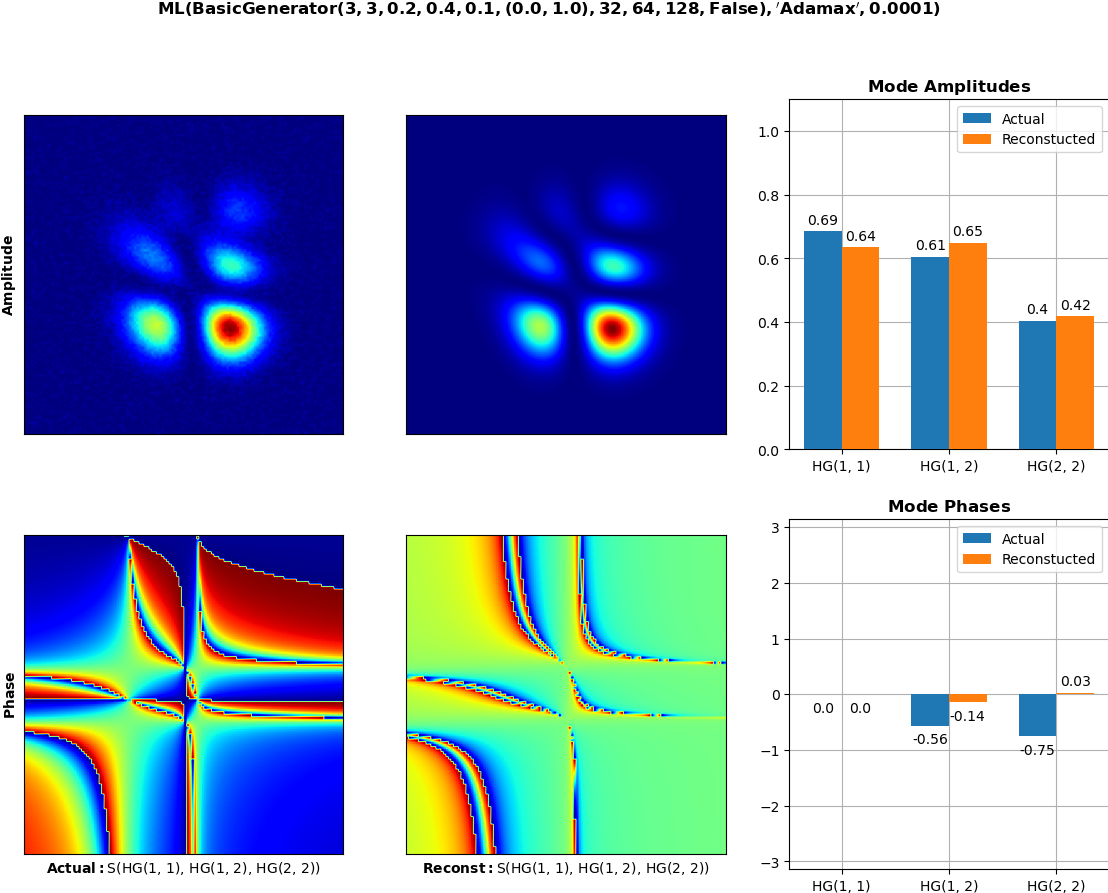 ML(BasicGenerator(3, 3, 0.2, 0.4, 0.1, (0.0, 1.0), 32, 64, 128, False), ′Adamax′, 0.0001)
Amplitude
Mode Amplitudes
Actual
Reconstucted
1.0
0.8
0.6
0.4
0.2
0.0
0.69
0.64
0.61
0.65
0.4
0.42
HG(1, 1)
HG(1, 2)
HG(2, 2)
Phase
Actual: S(HG(1, 1), HG(1, 2), HG(2, 2))
Reconst: S(HG(1, 1), HG(1, 2), HG(2, 2))
Mode Phases
Actual
Reconstucted
3
2
1
0
−1
−2
−3
0.0
0.0
-0.56
-0.14
-0.75
0.03
HG(1, 1)
HG(1, 2)
HG(2, 2)